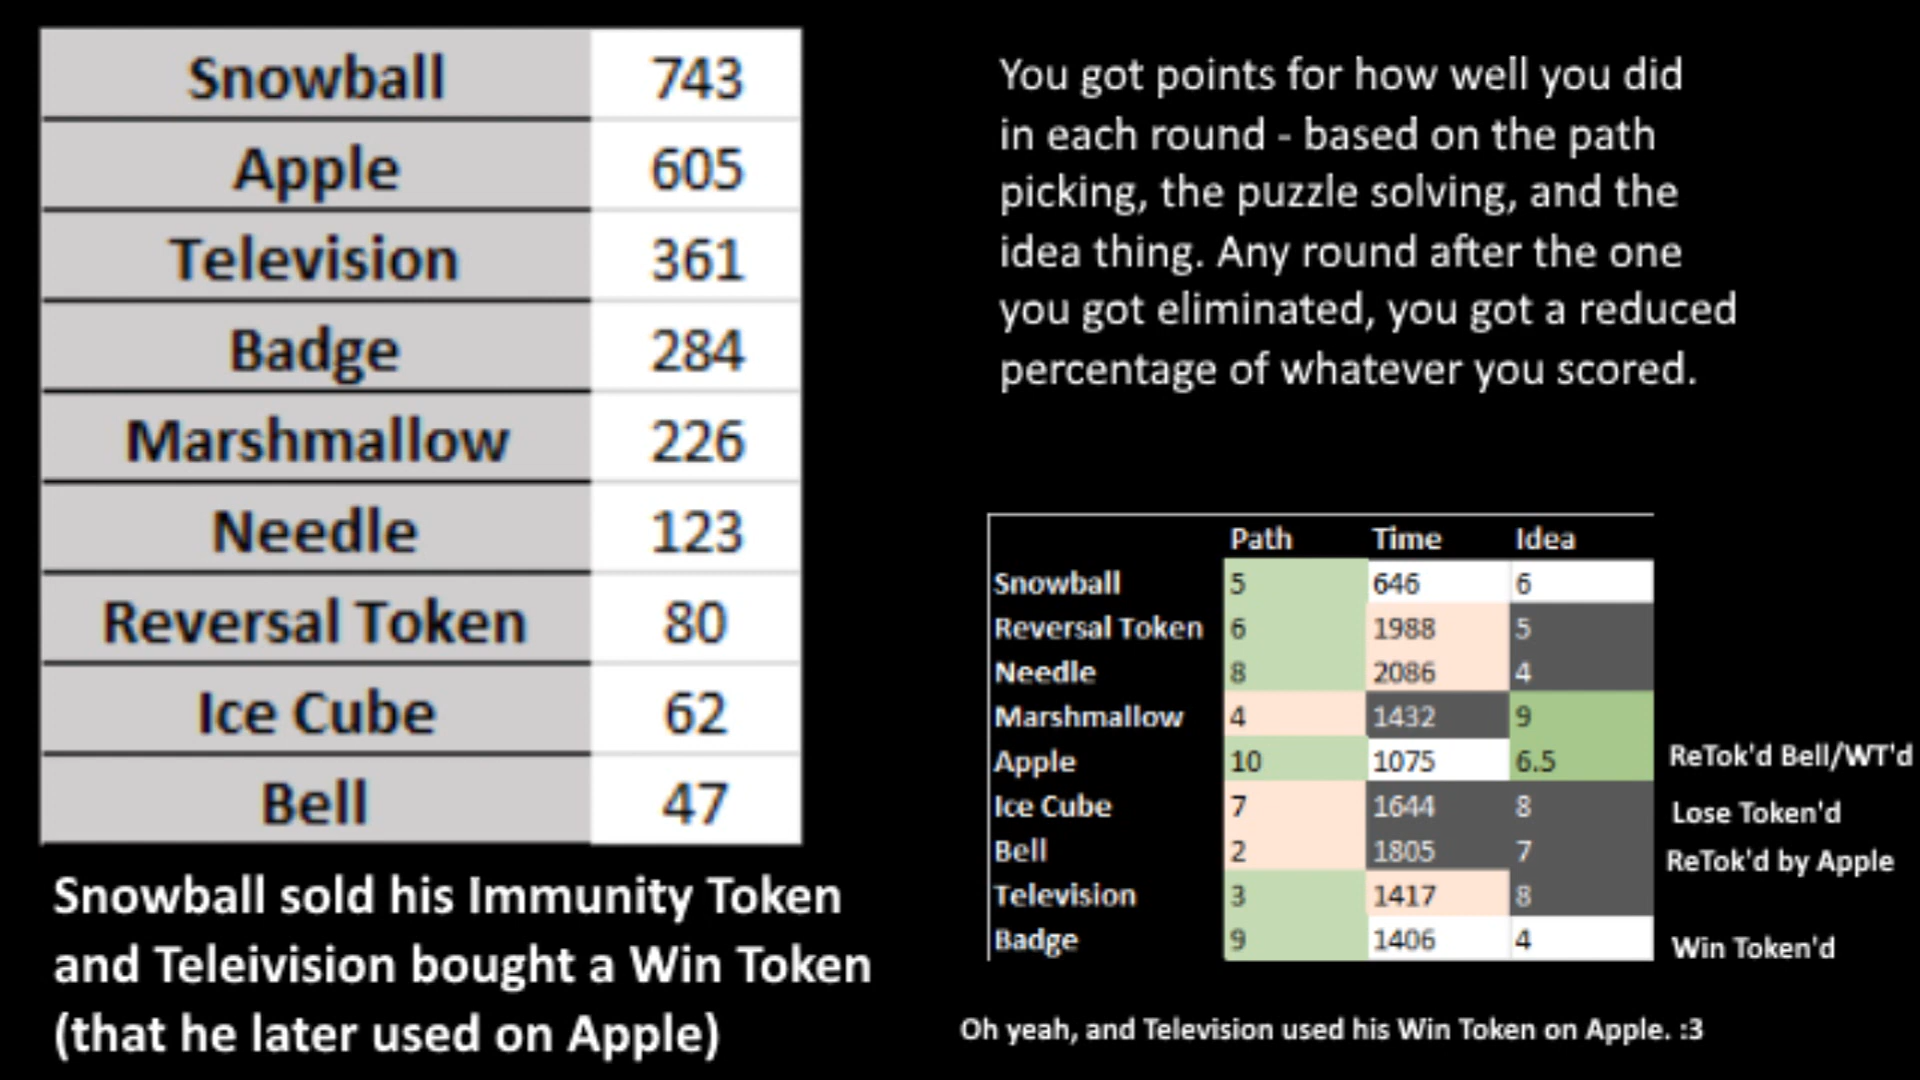 Snowball 743
Apple 605
Television 361
Badge 284
Marshmallow 226
Needle 123
Reversal Token 80
Ice Cube 62
Bell 47
Snowball sold his Immunity Token
and Teleivision bought a Win Token
(that he later used on Apple)
You got points for how well you did
in each round - based on the path
picking, the puzzle solving, and the
idea thing. Any round after the one
you got eliminated, you got a reduced
percentage of whatever you scored.
Path Time Idea
Snowball 5 646 6
Reversal Token 6 1988 5
Needle 8 2086 4
Marshmallow 4 1432 9
Apple 10 1075 6.5 ReTok'd Bell/WT'd
Ice Cube 7 1644 8 Lose Token'd
Bell 2 1805 7 ReTok'd by Apple
Television 3 1417 8
Badge 9 1406 4 Win Token'd
Oh yeah, and Television used his Win Token on Apple. :3